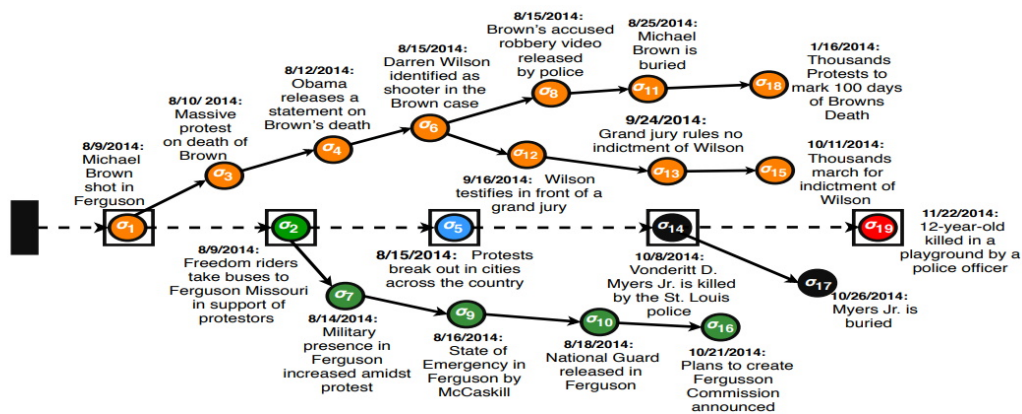 8/9/2014:
Michael
Brown
shot in
Ferguson
σ1
8/10/ 2014:
Massive
protest
on death of
Brown
σ3
8/12/2014:
Obama
releases a
statement on
Brown's death
σ4
8/15/2014:
Darren Wilson
identified as
shooter in the
Brown case
σ6
8/15/2014:
Brown's accused
robbery video
released
by police
σ8
8/25/2014:
Michael
Brown is
buried
σ11
1/16/2014:
Thousands
Protests to
mark 100 days
of Browns
Death
σ18
σ12
9/16/2014: Wilson
testifies in front of a
grand jury
9/24/2014:
Grand jury rules no
indictment of Wilson
σ13
10/11/2014:
Thousands
march for
indictment of
Wilson
σ15
σ2
8/9/2014:
Freedom riders
take buses to
Ferguson Missouri
in support of
protestors
σ5
8/15/2014: Protests
break out in cities
across the country
σ14
10/8/2014:
Vonderitt D.
Myers Jr. is killed
by the St. Louis
police
σ19
11/22/2014:
12-year-old
killed in a
playground by a
police officer
σ17
10/26/2014:
Myers Jr. is
buried
σ7
8/14/2014:
Military
presence in
Ferguson
increased amidst
protest
σ9
8/16/2014:
State of
Emergency in
Ferguson by
McCaskill
σ10
8/18/2014:
National Guard
released in
Ferguson
σ16
10/21/2014:
Plans to create
Fergusson
Commission
announced